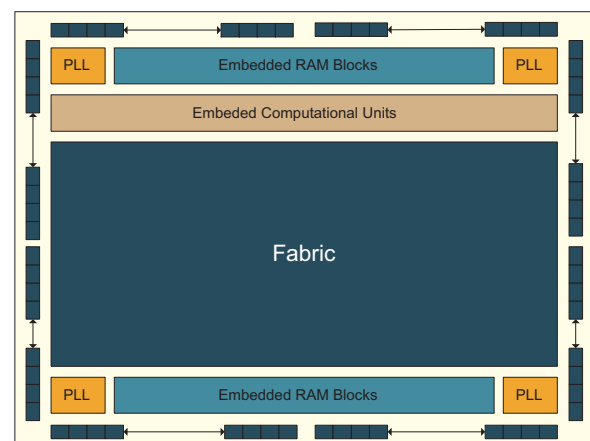 PLL
Embedded RAM Blocks
PLL
Embeded Computational Units
Fabric
PLL
Embedded RAM Blocks
PLL